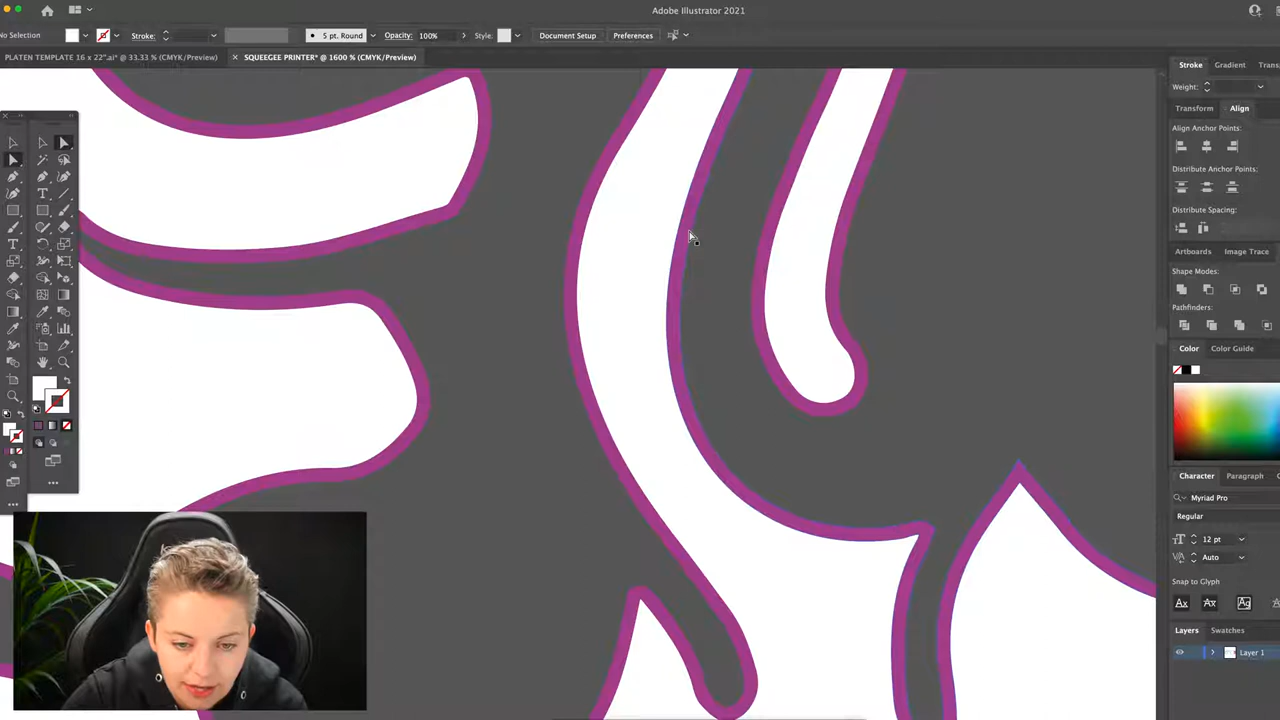 Adobe Illustrator 2021
No Selection
Stroke:
5 pt. Round
Opacity: 100%
Style:
Document Setup
Preferences
PLATEN TEMPLATE 16 x 22".ai* @ 33.33 % (CMYK/Preview)
× SQUEEGEE PRINTER* @ 1600 % (CMYK/Preview)
Stroke
Gradient
Trans
Weight:
Transform
Align
Align Anchor Points:
Distribute Anchor Points:
Distribute Spacing:
Artboards
Image Trace
Shape Modes:
Pathfinders:
Color
Color Guide
Character
Paragraph
Myriad Pro
Regular
12 pt
Auto
Snap to Glyph
Layers
Swatches
Layer 1